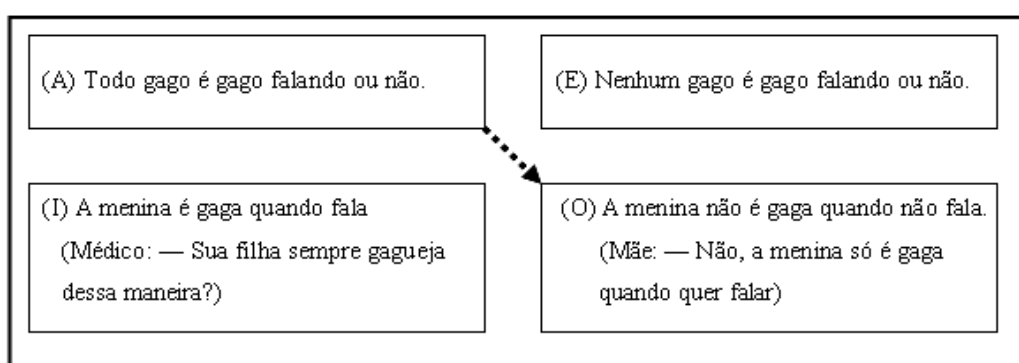 (A) Todo gago é gago falando ou não.
(E) Nenhum gago é gago falando ou não.
(I) A menina é gaga quando fala
(Médico: — Sua filha sempre gagueja
dessa maneira?)
(O) A menina não é gaga quando não fala.
(Mãe: — Não, a menina só é gaga
quando quer falar)